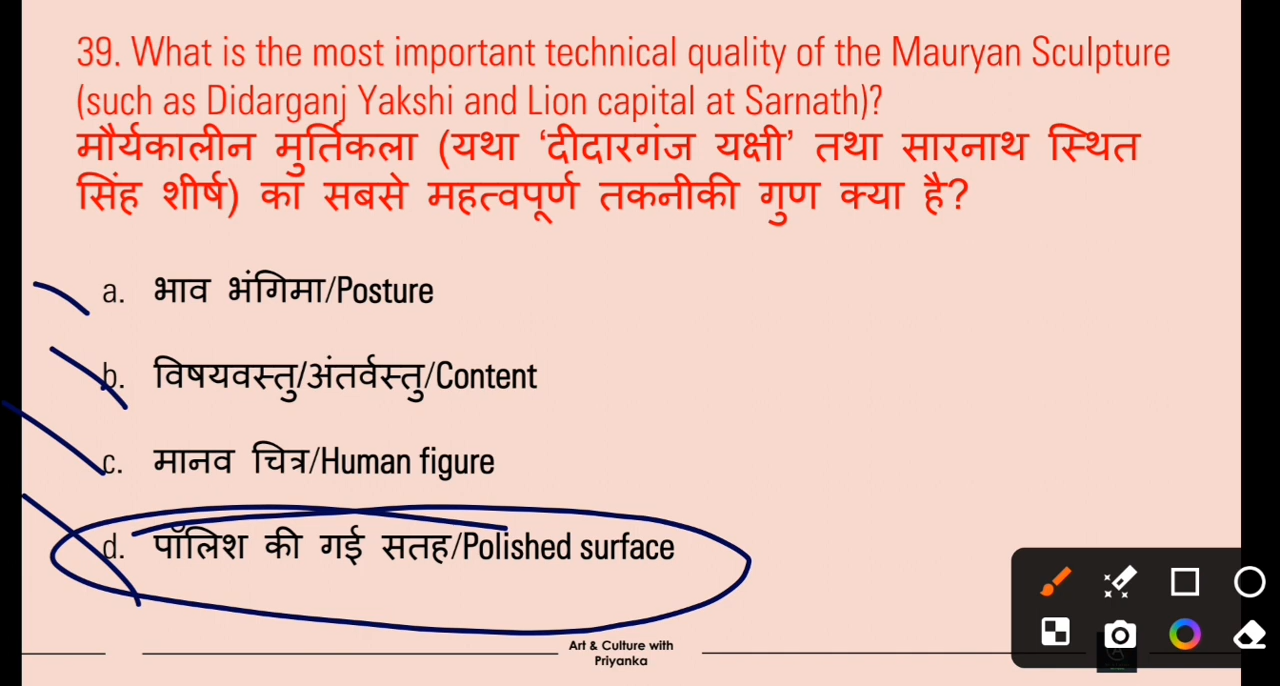 39. What is the most important technical quality of the Mauryan Sculpture
(such as Didarganj Yakshi and Lion capital at Sarnath)?
मौर्यकालीन मुर्तिकला (यथा ‘दीदारगंज यक्षी’ तथा सारनाथ स्थित
सिंह शीर्ष) का सबसे महत्वपूर्ण तकनीकी गुण क्या है?
a. भाव भंगिमा/Posture
b. विषयवस्तु/अंतर्वस्तु/Content
c. मानव चित्र/Human figure
d. पॉलिश की गई सतह/Polished surface
Art & Culture with
Priyanka